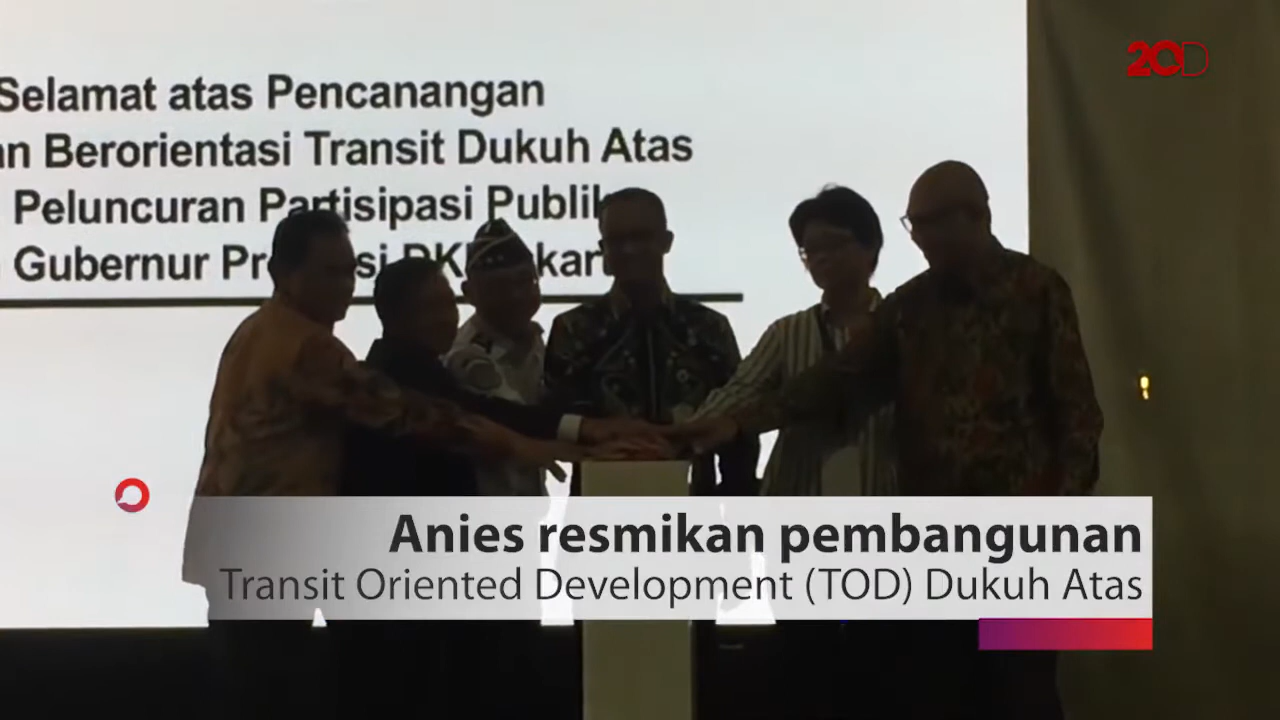 20D
Selamat atas Pencanangan
Berorientasi Transit Dukuh Atas
Peluncuran Partisipasi Publik
Gubernur
Anies resmikan pembangunan
Transit Oriented Development (TOD) Dukuh Atas